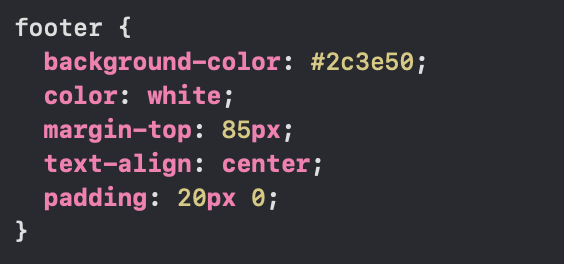 footer {
  background-color: #2c3e50;
  color: white;
  margin-top: 85px;
  text-align: center;
  padding: 20px 0;
}